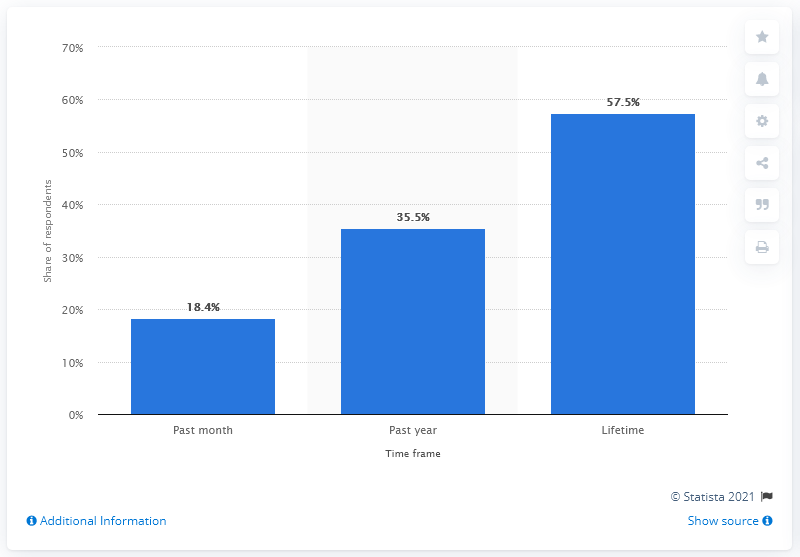 70%
60%
50%
40%
30%
20%
10%
0%
Share of respondents
18.4%
35.5%
57.5%
Past month
Past year
Lifetime
Time frame
© Statista 2021
Additional Information
Show source